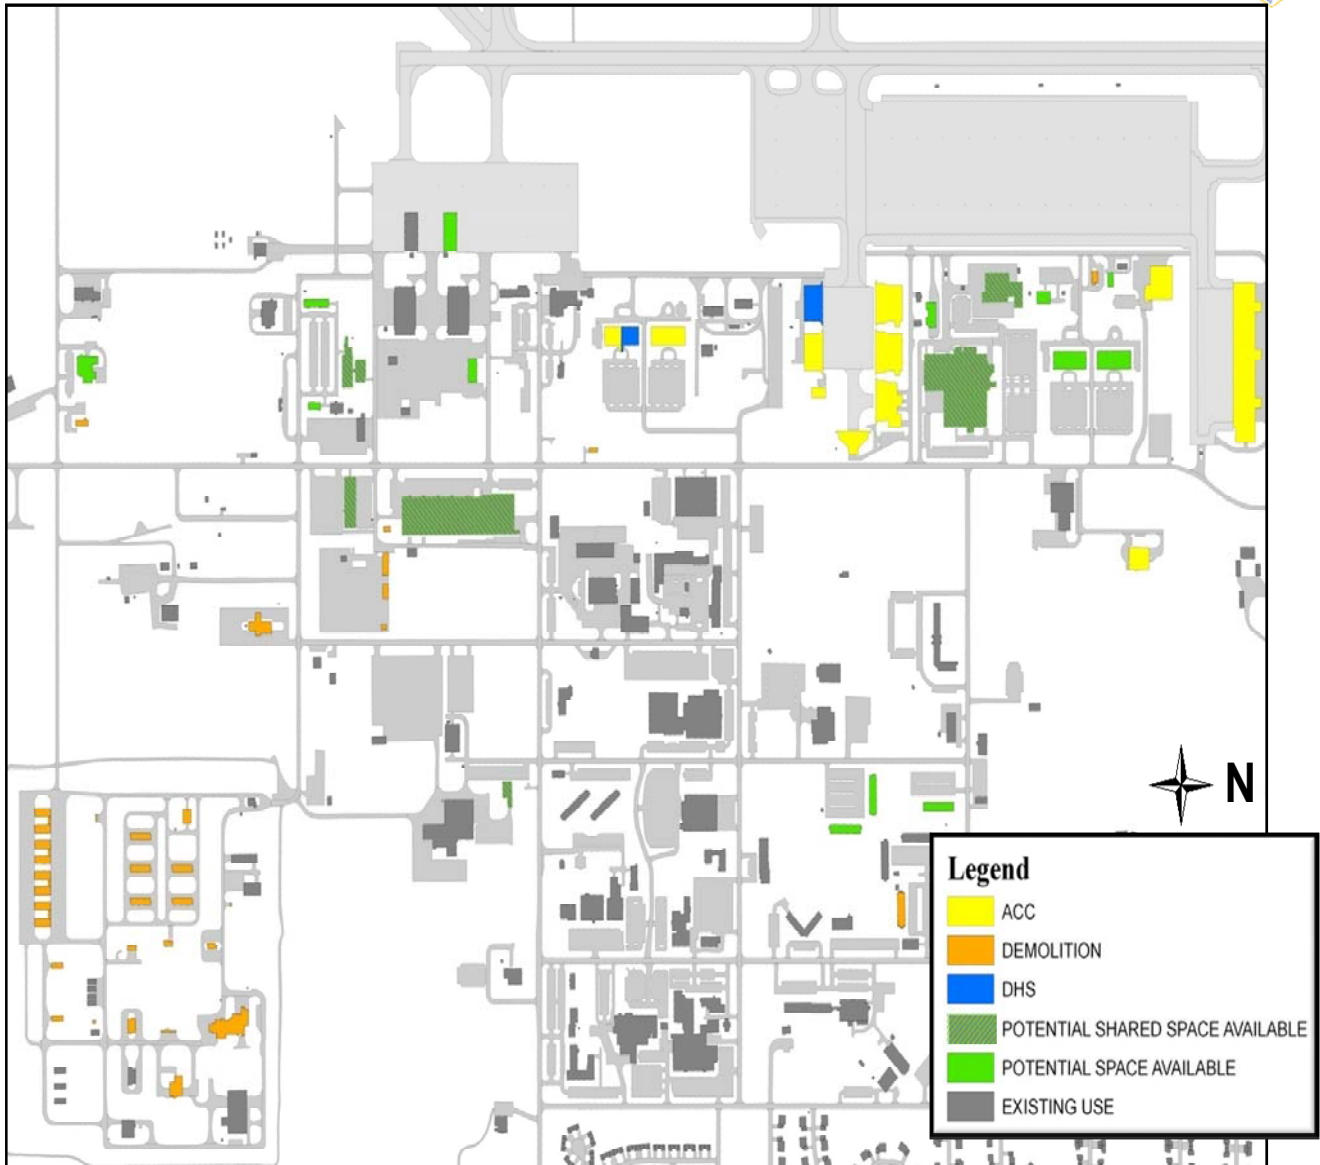 N
Legend
ACC
DEMOLITION
DHS
POTENTIAL SHARED SPACE AVAILABLE
POTENTIAL SPACE AVAILABLE
EXISTING USE